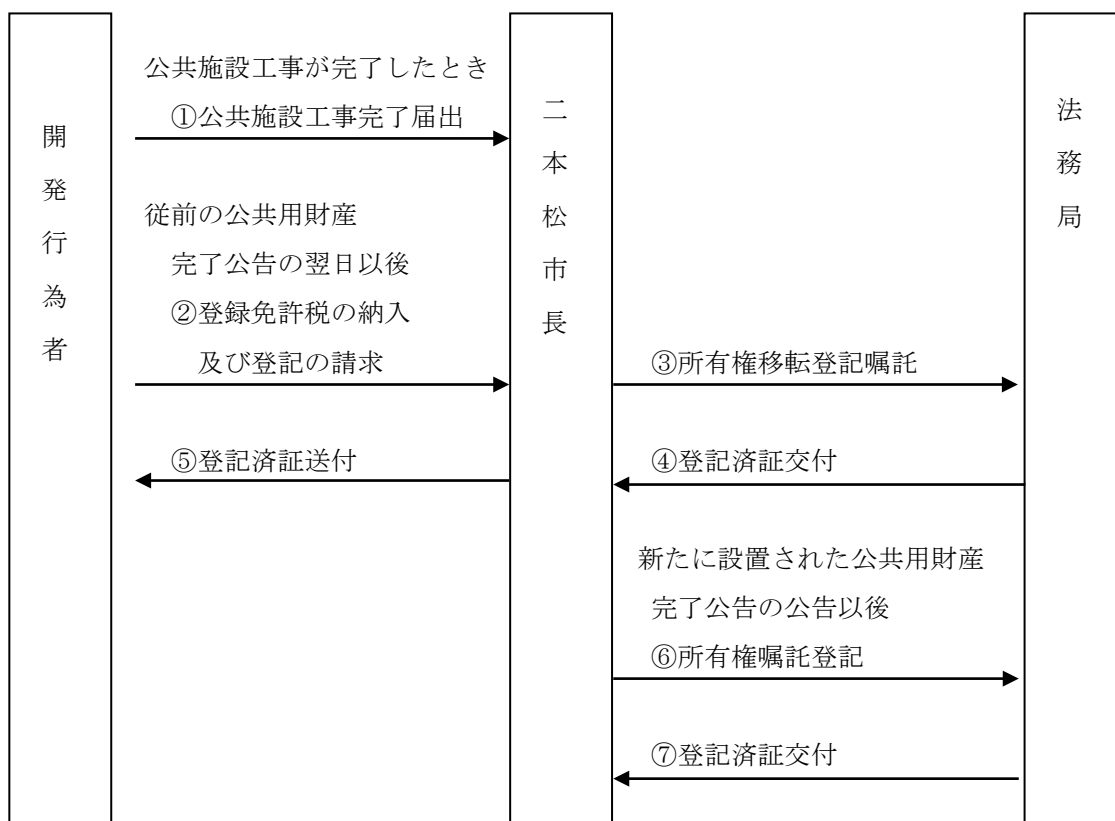 開発行為者
公共施設工事が完了したとき
①公共施設工事完了届出
従前の公共用財産
完了公告の翌日以後
②登録免許税の納入
及び登記の請求
⑤登記済証送付
二本松市長
③所有権移転登記嘱託
④登記済証交付
新たに設置された公共用財産
完了公告の公告以後
⑥所有権嘱託登記
⑦登記済証交付
法務局